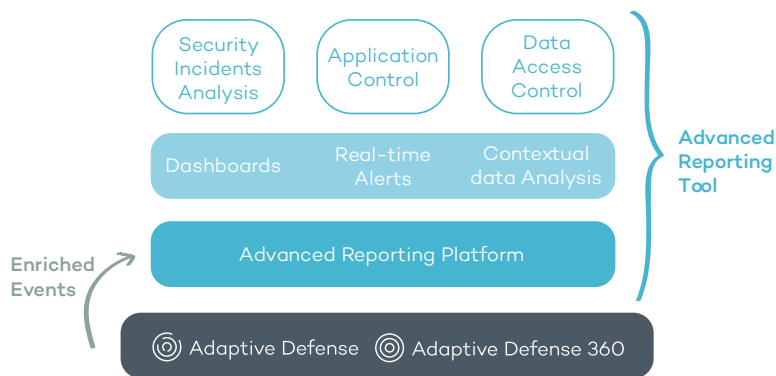 Security
Incidents
Analysis
Application
Control
Data
Access
Control
Dashboards
Real-time
Alerts
Contextual
data Analysis
Advanced
Reporting
Tool
Advanced Reporting Platform
Enriched
Events
Adaptive Defense
Adaptive Defense 360